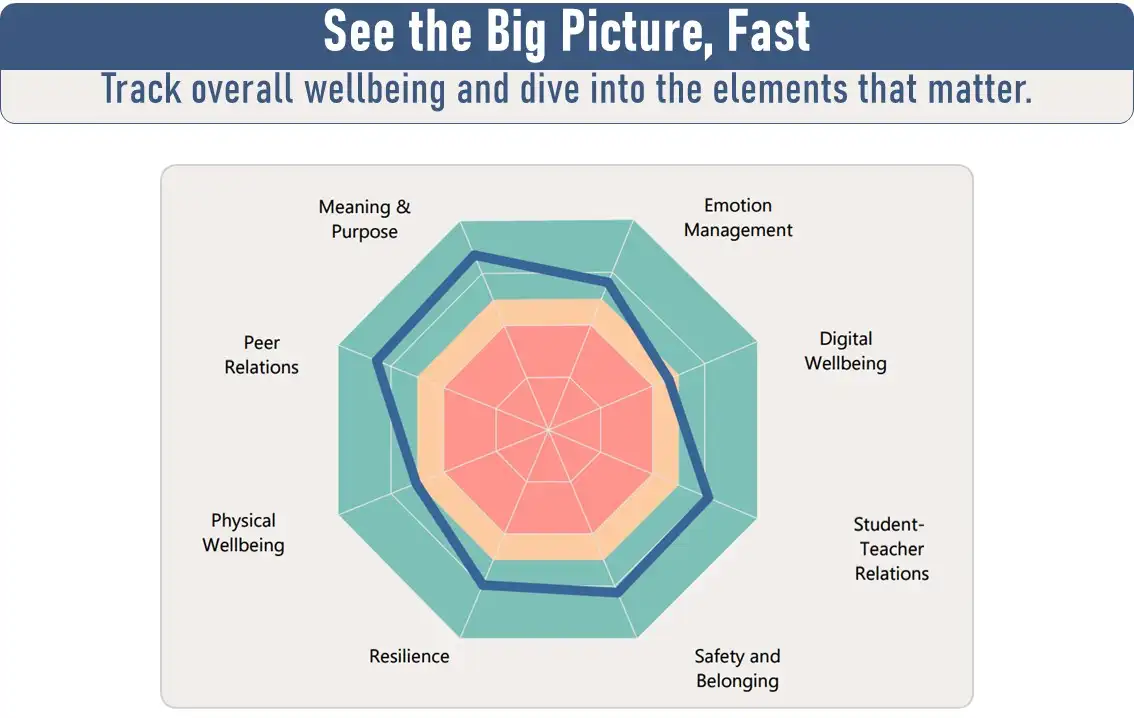 See the Big Picture, Fast
Track overall wellbeing and dive into the elements that matter.
Meaning &
Purpose
Emotion
Management
Peer
Relations
Digital
Wellbeing
Physical
Wellbeing
Student-
Teacher
Relations
Resilience
Safety and
Belonging